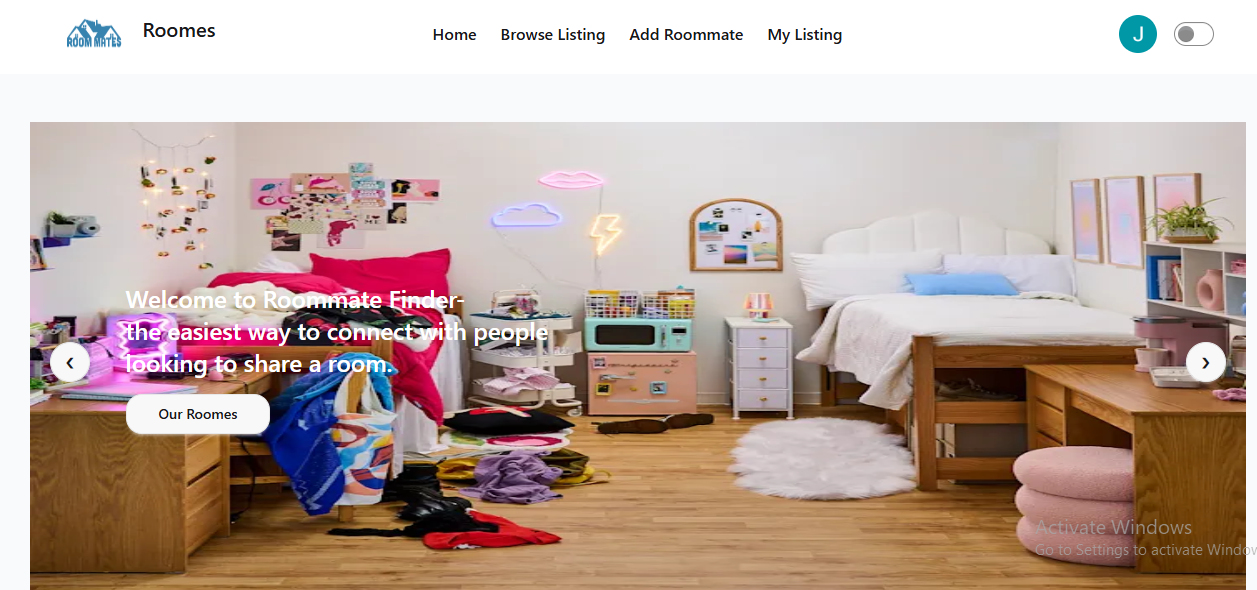 ROOM MATES
Roomes
Home
Browse Listing
Add Roommate
My Listing
J
Welcome to Roommate Finder-
the easiest way to connect with people
looking to share a room.
Our Roomes
Activate Windows
Go to Settings to activate Window